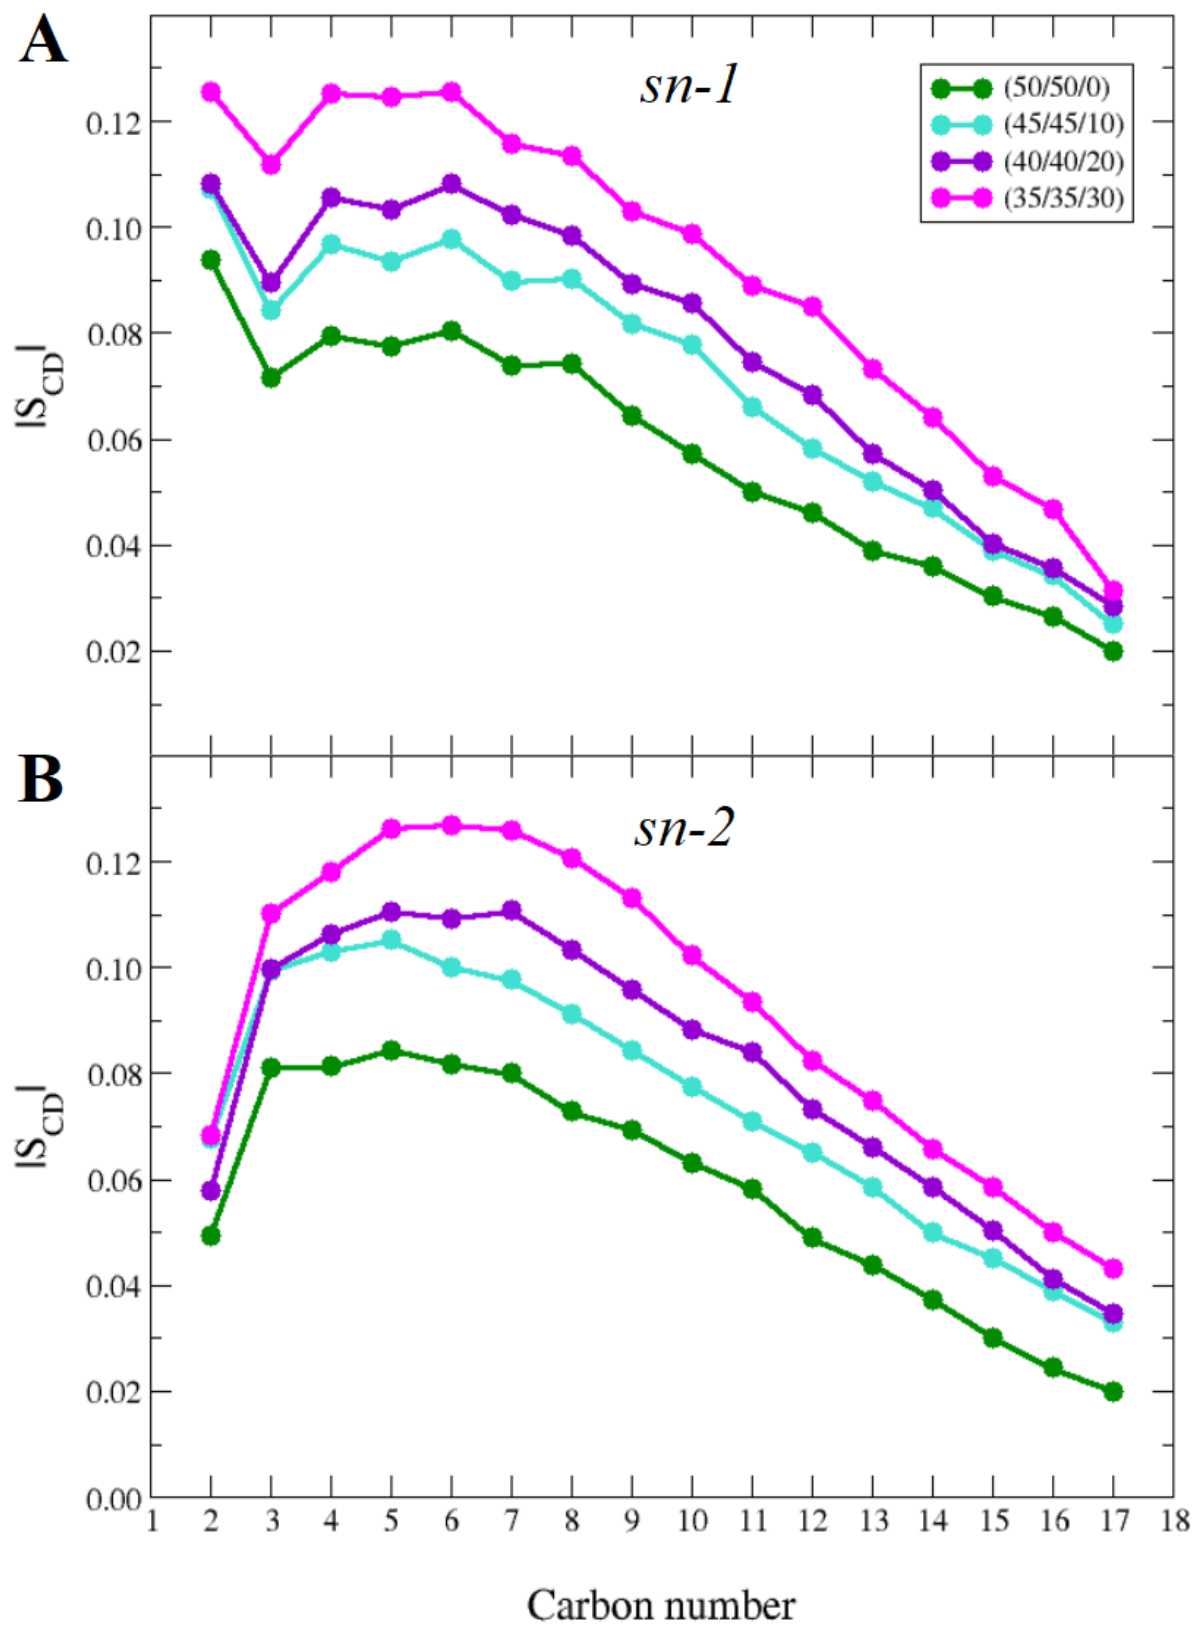 A
sn-1
(50/50/0)
(45/45/10)
(40/40/20)
(35/35/30)
0.12
0.10
0.08
0.06
0.04
0.02
|S_CD|
B
sn-2
0.12
0.10
0.08
0.06
0.04
0.02
0.00
|S_CD|
1 2 3 4 5 6 7 8 9 10 11 12 13 14 15 16 17 18
Carbon number